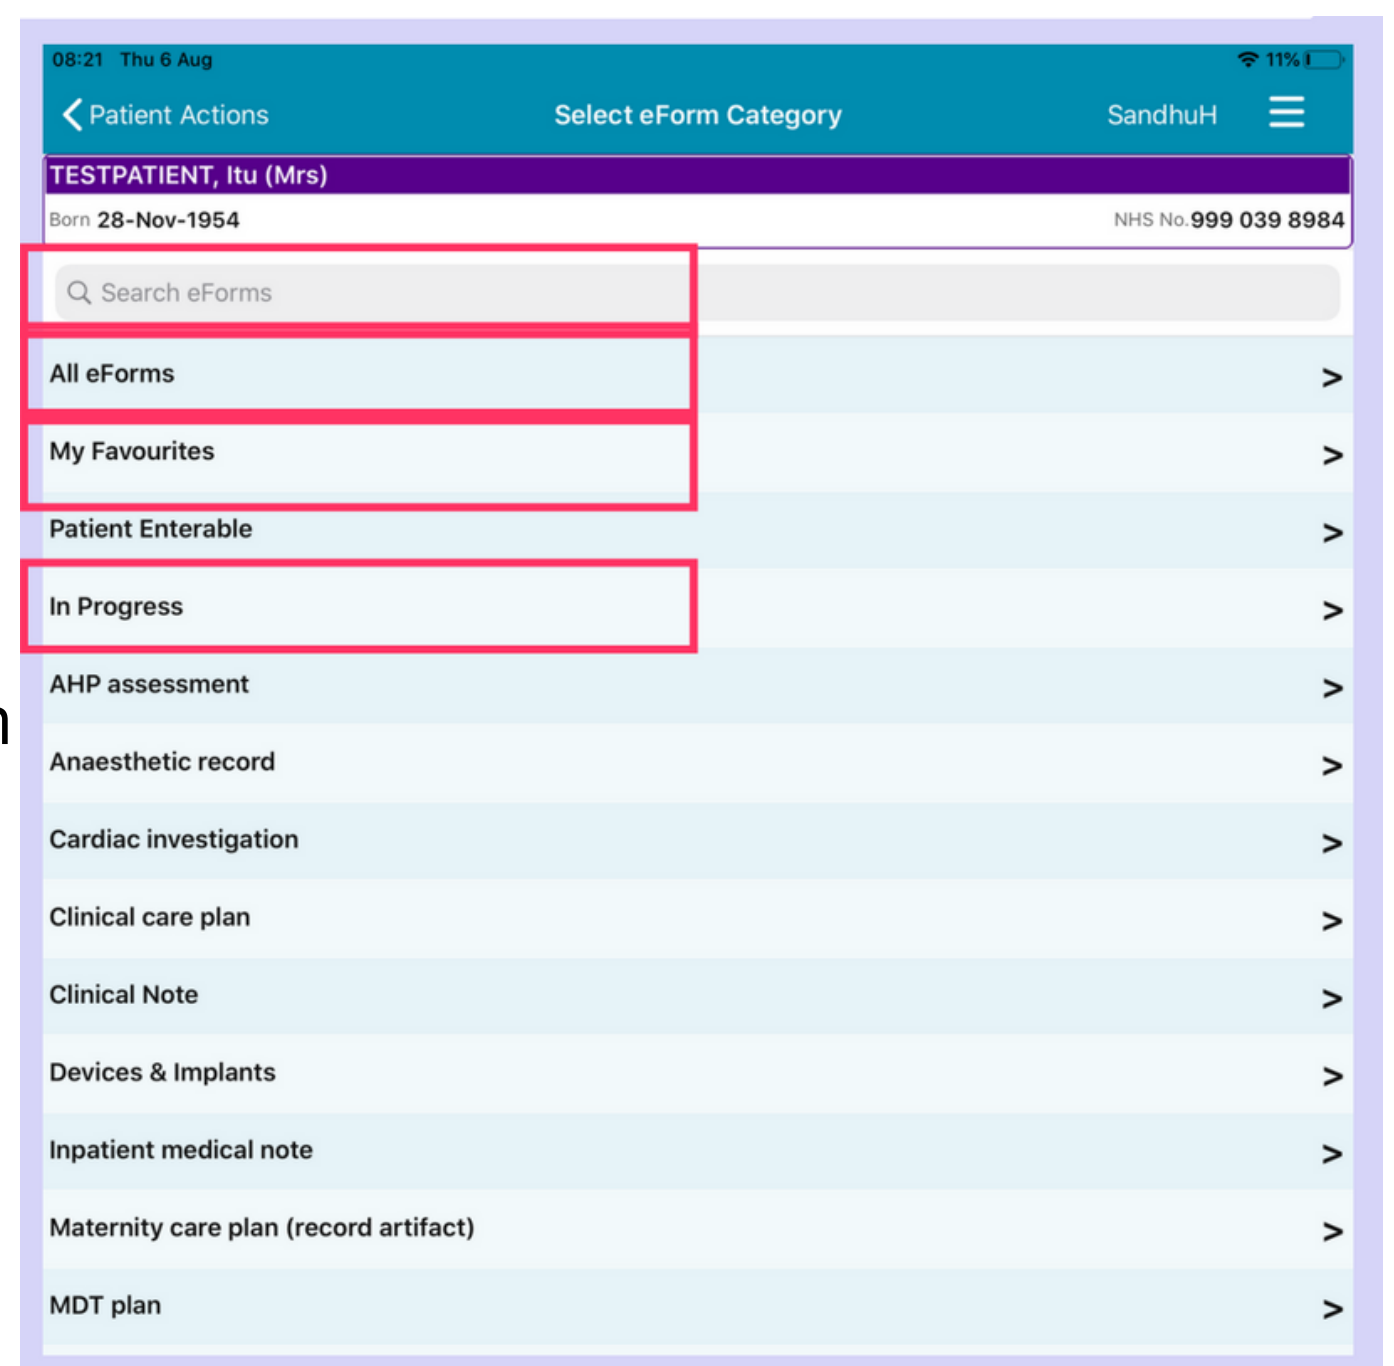 08:21 Thu 6 Aug 11%
Patient Actions Select eForm Category SandhuH
TESTPATIENT, Itu (Mrs)
Born 28-Nov-1954 NHS No. 999 039 8984
Search eForms
All eForms >
My Favourites >
Patient Enterable >
In Progress >
AHP assessment >
n
Anaesthetic record >
Cardiac investigation >
Clinical care plan >
Clinical Note >
Devices & Implants >
Inpatient medical note >
Maternity care plan (record artifact) >
MDT plan >